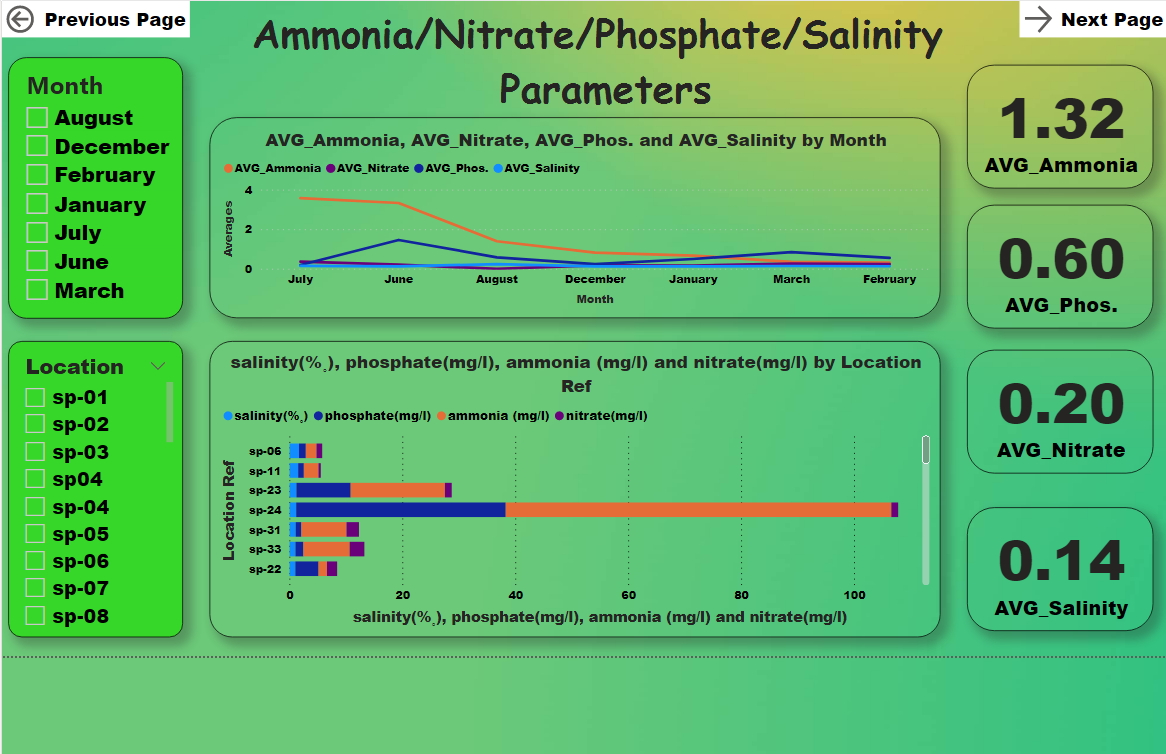 Previous Page
Next Page
Ammonia/Nitrate/Phosphate/Salinity
Parameters
Month
August
December
February
January
July
June
March
AVG_Ammonia, AVG_Nitrate, AVG_Phos. and AVG_Salinity by Month
AVG_Ammonia AVG_Nitrate AVG_Phos. AVG_Salinity
Averages
4
2
0
July June August December January March February
Month
1.32
AVG_Ammonia
0.60
AVG_Phos.
0.20
AVG_Nitrate
0.14
AVG_Salinity
Location
sp-01
sp-02
sp-03
sp04
sp-04
sp-05
sp-06
sp-07
sp-08
salinity(%ₒ), phosphate(mg/l), ammonia (mg/l) and nitrate(mg/l) by Location
Ref
salinity(%ₒ) phosphate(mg/l) ammonia (mg/l) nitrate(mg/l)
Location Ref
sp-06
sp-11
sp-23
sp-24
sp-31
sp-33
sp-22
0 20 40 60 80 100
salinity(%ₒ), phosphate(mg/l), ammonia (mg/l) and nitrate(mg/l)